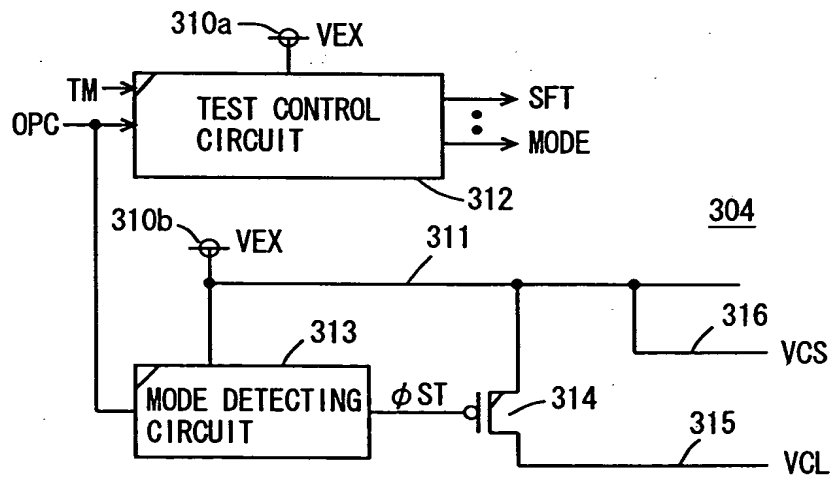 310a VEX
TM
OPC
TEST CONTROL
CIRCUIT
SFT
MODE
312
304
310b VEX
311
313
316
VCS
MODE DETECTING
CIRCUIT
φST
314
315
VCL